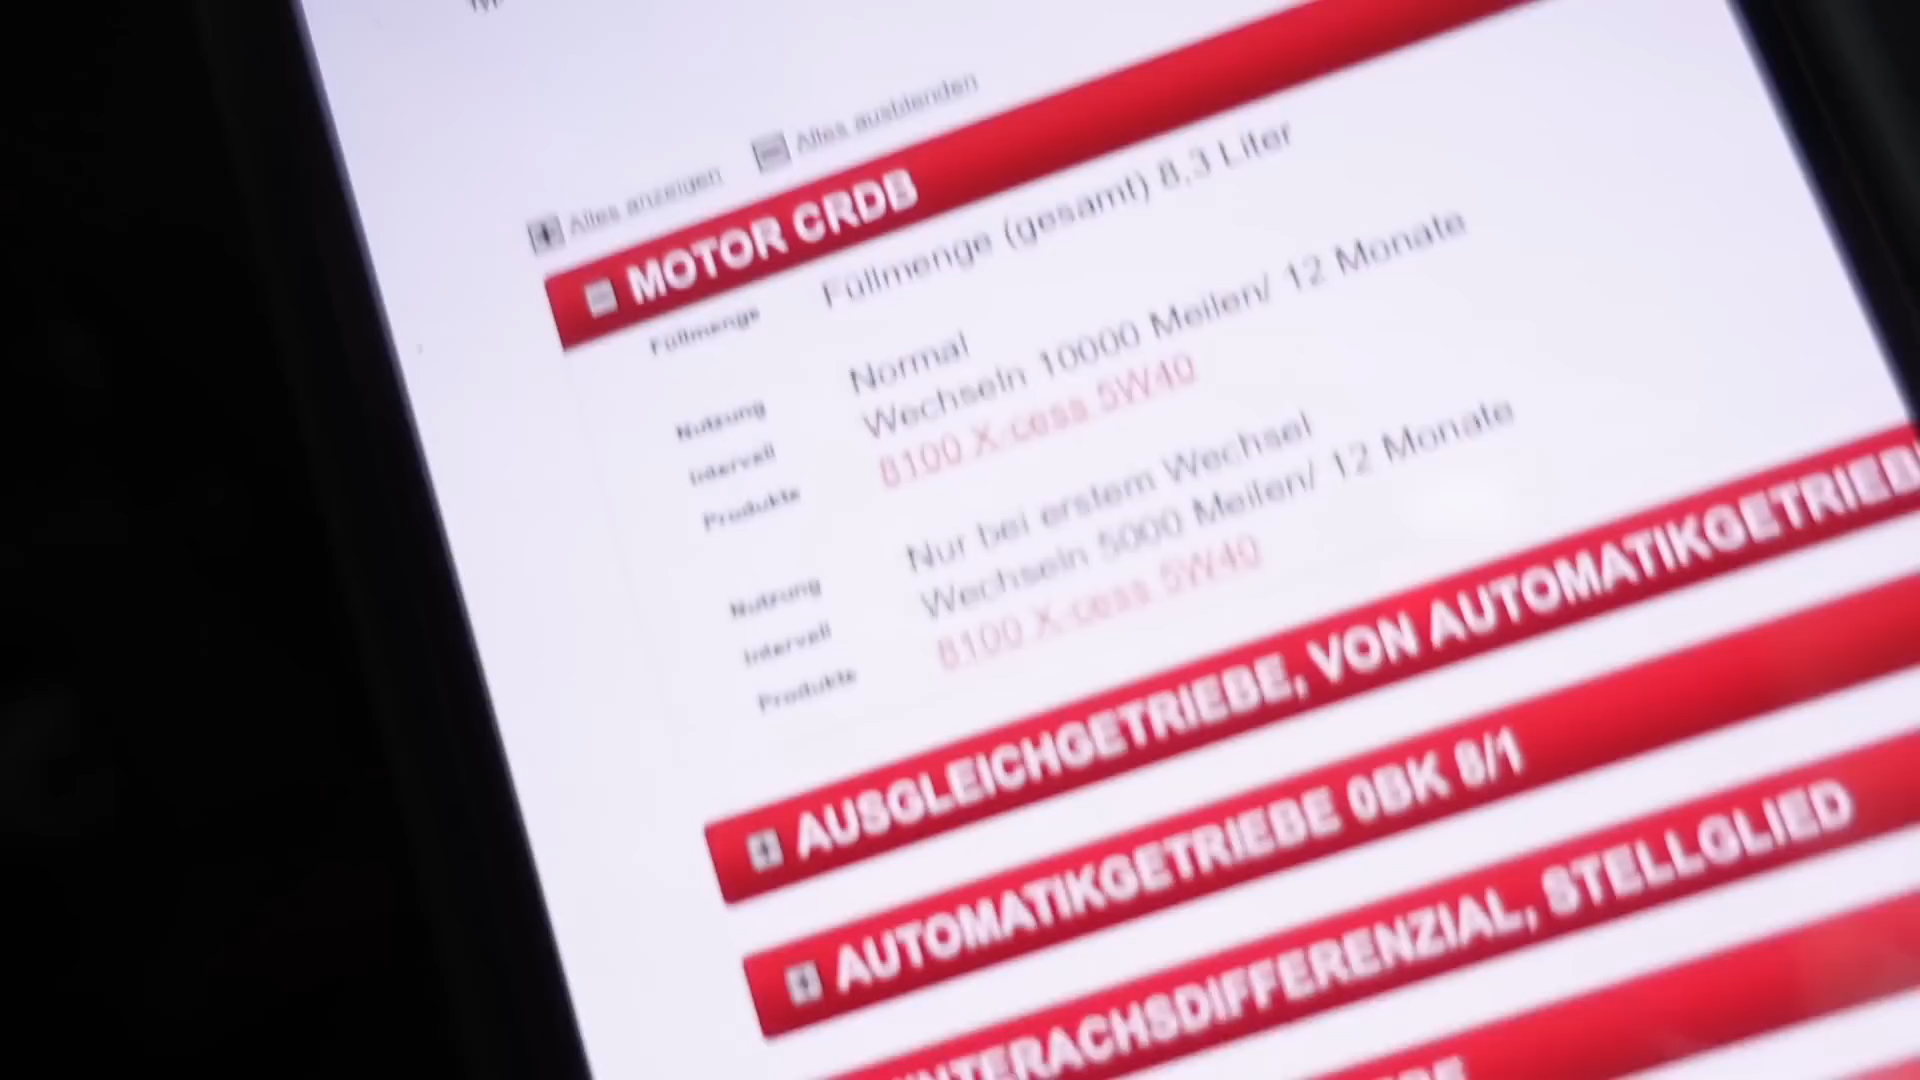 Alles anzeigen Alles ausblenden
MOTOR CRDB
Füllmenge Füllmenge (gesamt) 8,3 Liter
Nutzung Normal
Intervall Wechseln 10000 Meilen/ 12 Monate
Produkte 8100 X-cess 5W40
Nutzung Nur bei erstem Wechsel
Intervall Wechseln 5000 Meilen/ 12 Monate
Produkte 8100 X-cess 5W40
AUSGLEICHGETRIEBE, VON AUTOMATIKGETRIEB
AUTOMATIKGETRIEBE 0BK 8/1
INTERACHSDIFFERENZIAL, STELLGLIED